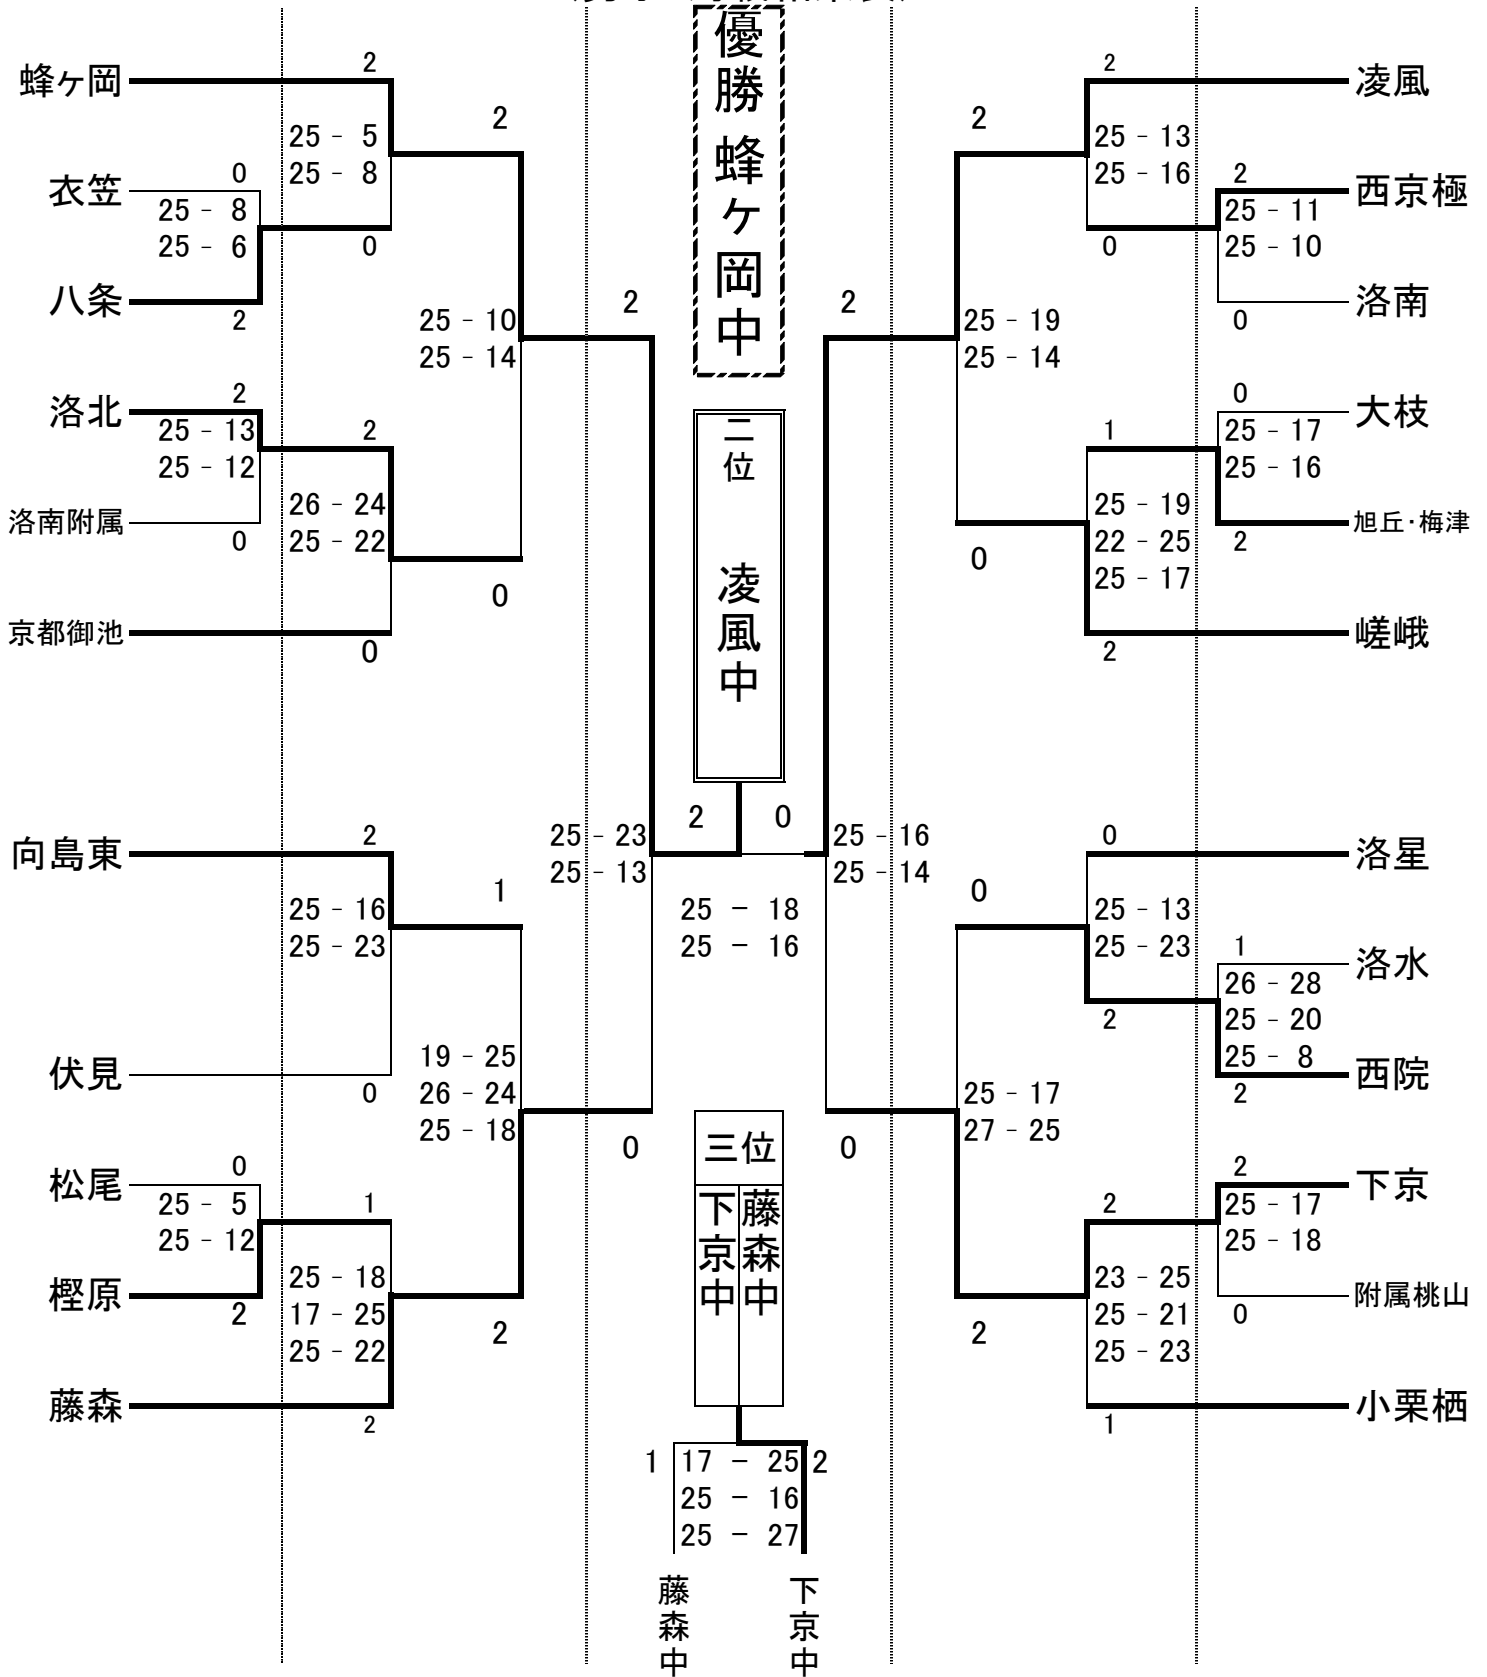 優勝 蜂ヶ岡中
二位 凌風中
三位
下京中
藤森中
蜂ヶ岡
2
25 - 5
25 - 8
衣笠
0
25 - 8
25 - 6
0
八条
2
2
25 - 10
25 - 14
2
洛北
2
25 - 13
25 - 12
2
洛南附属
0
26 - 24
25 - 22
0
京都御池
0
向島東
2
25 - 16
25 - 23
1
25 - 23
25 - 13
伏見
0
19 - 25
26 - 24
25 - 18
0
松尾
0
25 - 5
25 - 12
1
樫原
2
25 - 18
17 - 25
25 - 22
2
藤森
2
2 0
25 - 18
25 - 16
凌風
2
25 - 13
25 - 16
2
西京極
2
25 - 11
25 - 10
0
洛南
0
2
25 - 19
25 - 14
大枝
0
25 - 17
25 - 16
1
旭丘・梅津
2
25 - 19
22 - 25
25 - 17
0
嵯峨
2
洛星
0
25 - 13
25 - 23
0
25 - 16
25 - 14
洛水
1
26 - 28
25 - 20
25 - 8
2
西院
2
25 - 17
27 - 25
0
下京
2
25 - 17
25 - 18
2
附属桃山
0
23 - 25
25 - 21
25 - 23
2
小栗栖
1
1 17 - 25 2
25 - 16
25 - 27
藤森中
下京中